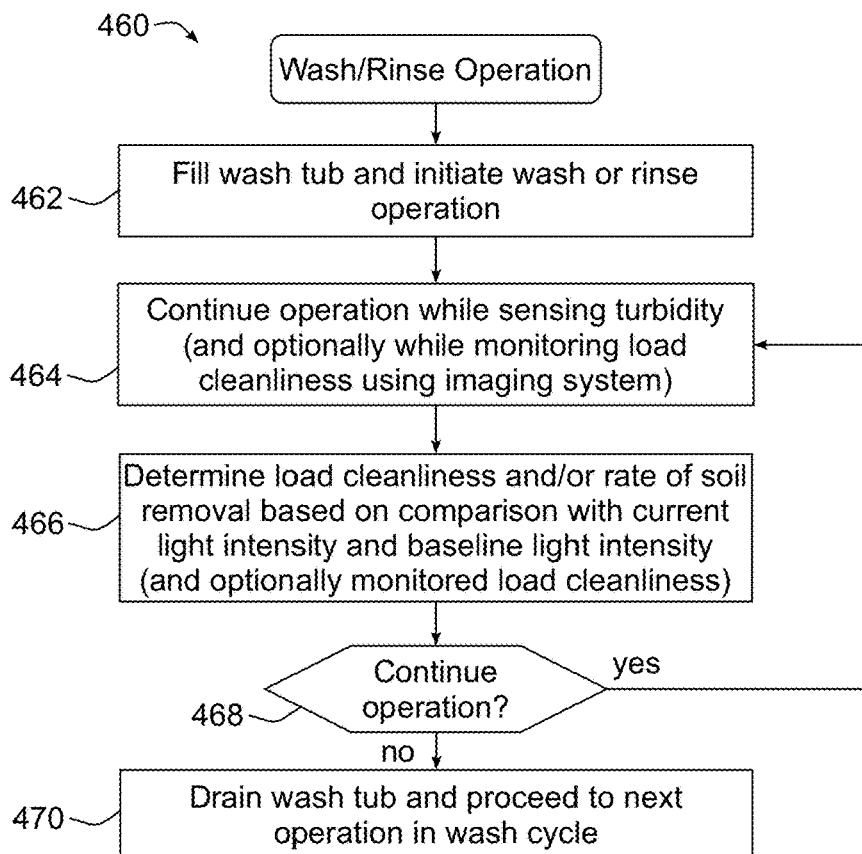 460
Wash/Rinse Operation
462
Fill wash tub and initiate wash or rinse
operation
464
Continue operation while sensing turbidity
(and optionally while monitoring load
cleanliness using imaging system)
466
Determine load cleanliness and/or rate of soil
removal based on comparison with current
light intensity and baseline light intensity
(and optionally monitored load cleanliness)
468
Continue
operation?
yes
no
470
Drain wash tub and proceed to next
operation in wash cycle